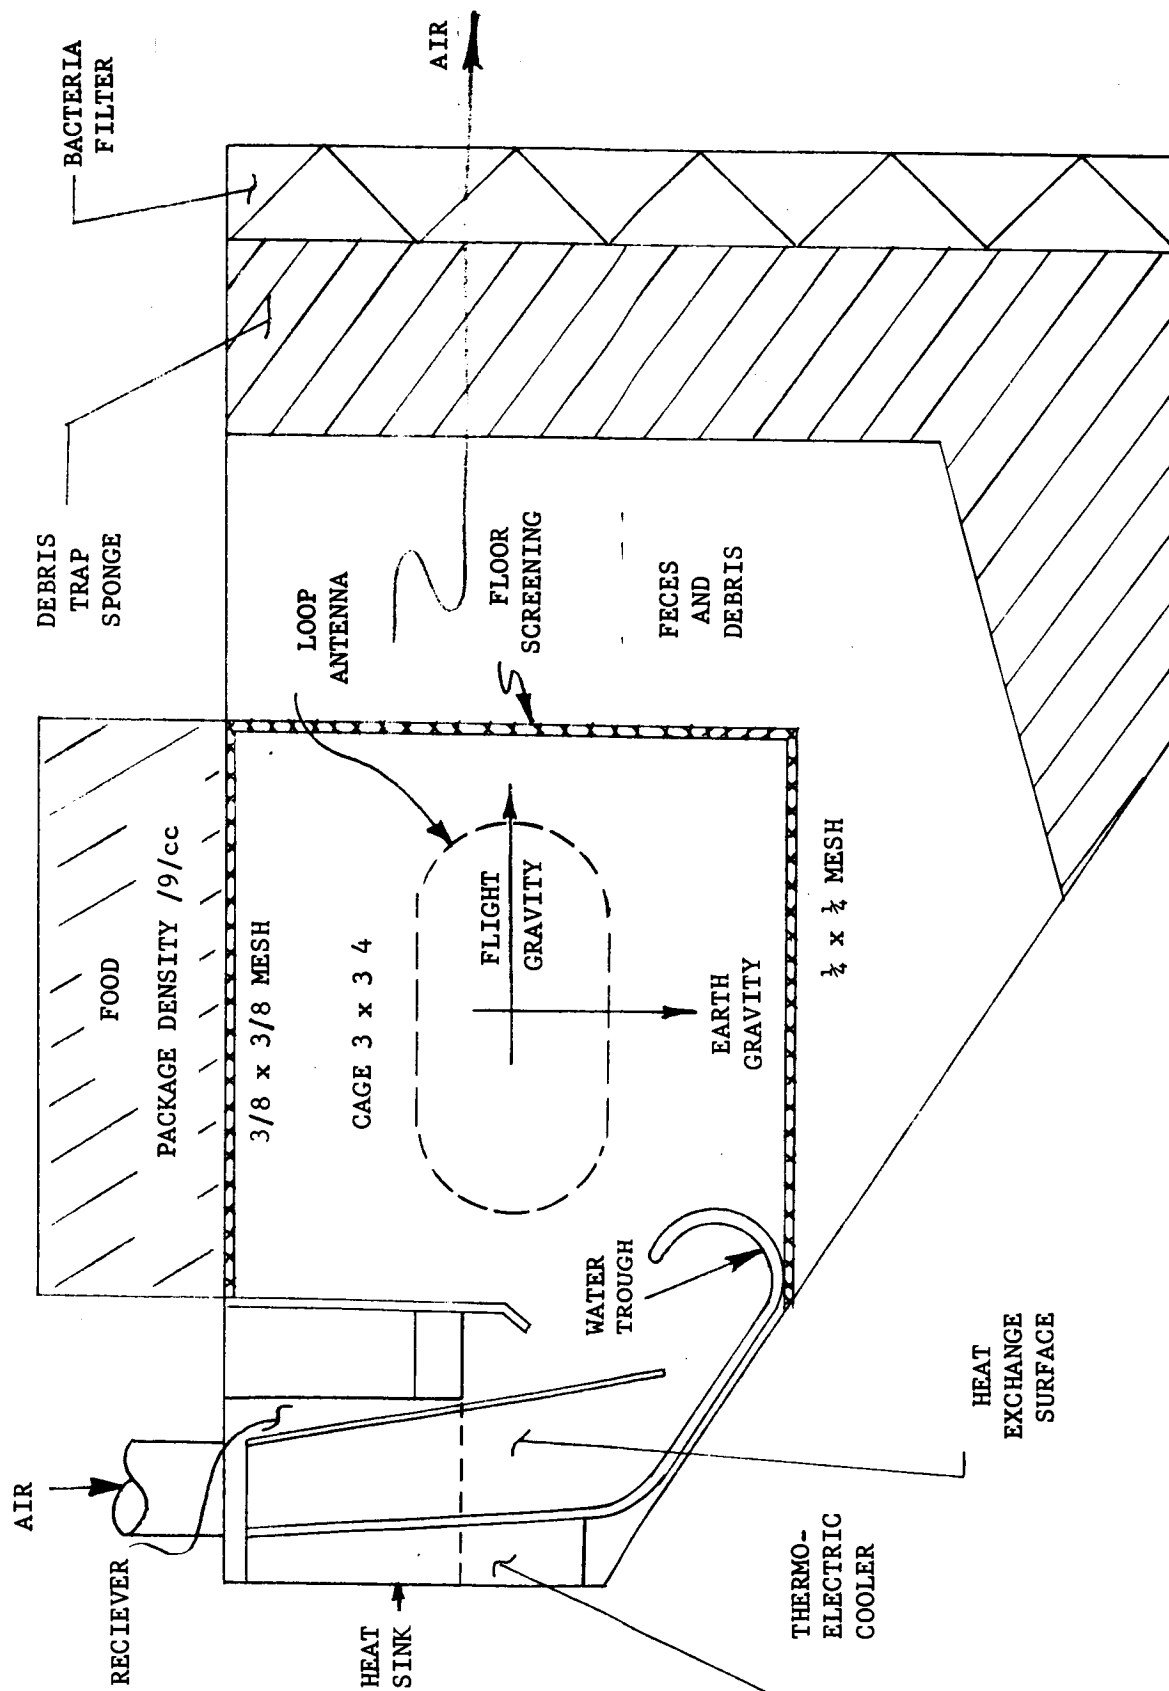 AIR
RECIEVER
HEAT
SINK
FOOD
PACKAGE DENSITY /9/cc
3/8 x 3/8 MESH
CAGE 3 x 3 4
DEBRIS
TRAP
SPONGE
BACTERIA
FILTER
LOOP
ANTENNA
AIR
FLIGHT
GRAVITY
FLOOR
SCREENING
WATER
TROUGH
EARTH
GRAVITY
FECES
AND
DEBRIS
¼ x ¼ MESH
THERMO-
ELECTRIC
COOLER
HEAT
EXCHANGE
SURFACE